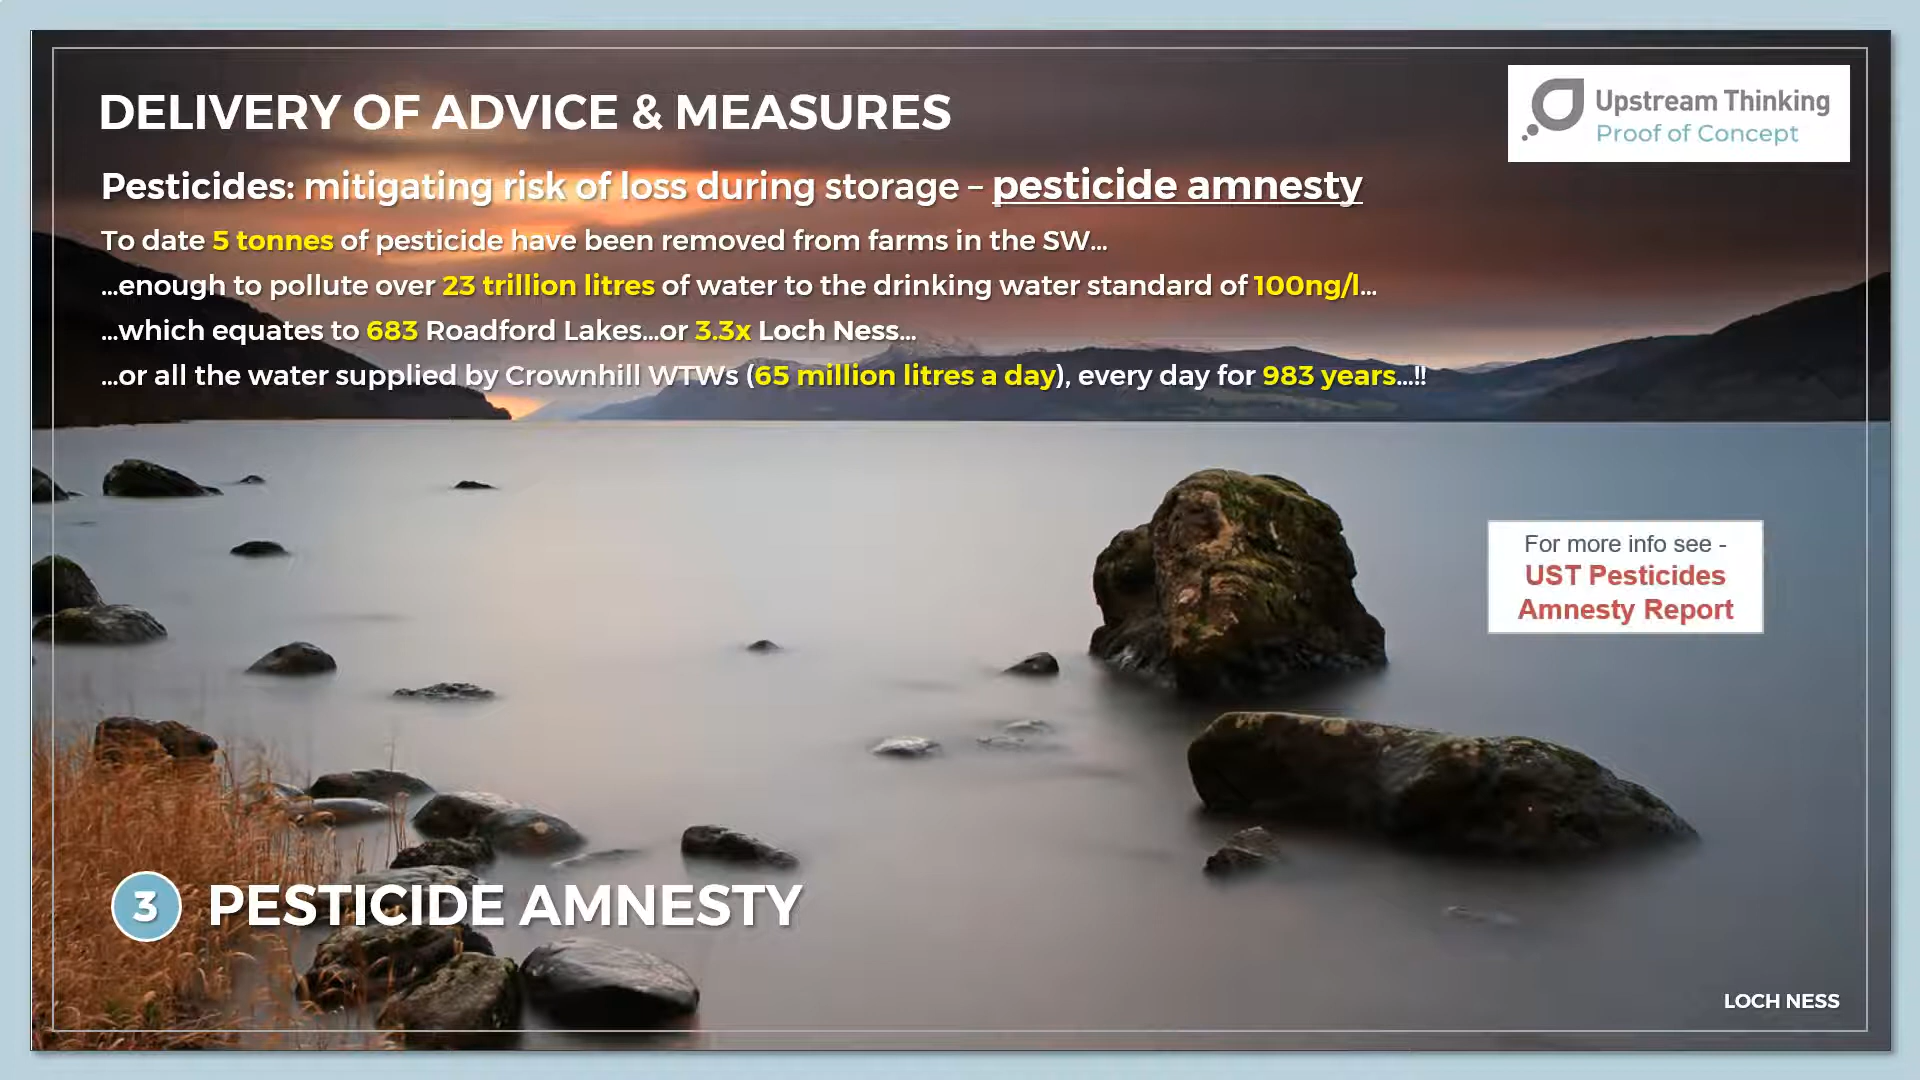 DELIVERY OF ADVICE & MEASURES
Upstream Thinking
Proof of Concept
Pesticides: mitigating risk of loss during storage – pesticide amnesty
To date 5 tonnes of pesticide have been removed from farms in the SW...
...enough to pollute over 23 trillion litres of water to the drinking water standard of 100ng/l...
...which equates to 683 Roadford Lakes...or 3.3x Loch Ness...
...or all the water supplied by Crownhill WTWs (65 million litres a day), every day for 983 years...!!
For more info see -
UST Pesticides
Amnesty Report
3 PESTICIDE AMNESTY
LOCH NESS